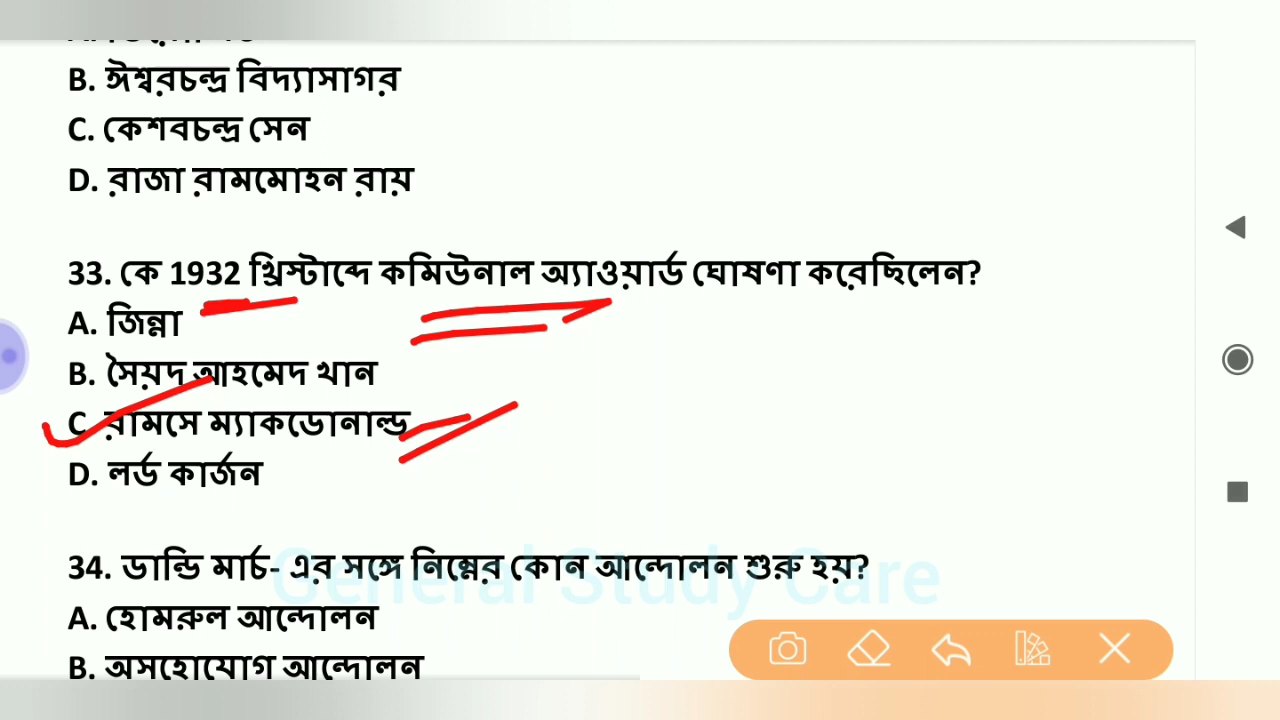 B. ঈশ্বরচন্দ্র বিদ্যাসাগর
C. কেশবচন্দ্র সেন
D. রাজা রামমোহন রায়
33. কে 1932 খ্রিস্টাব্দে কমিউনাল অ্যাওয়ার্ড ঘোষণা করেছিলেন?
A. জিন্না
B. সৈয়দ আহমেদ খান
C. রামসে ম্যাকডোনাল্ড
D. লর্ড কার্জন
34. ডান্ডি মার্চ- এর সঙ্গে নিম্নের কোন আন্দোলন শুরু হয়?
General Study Care
A. হোমরুল আন্দোলন
B. অসহোযোগ আন্দোলন